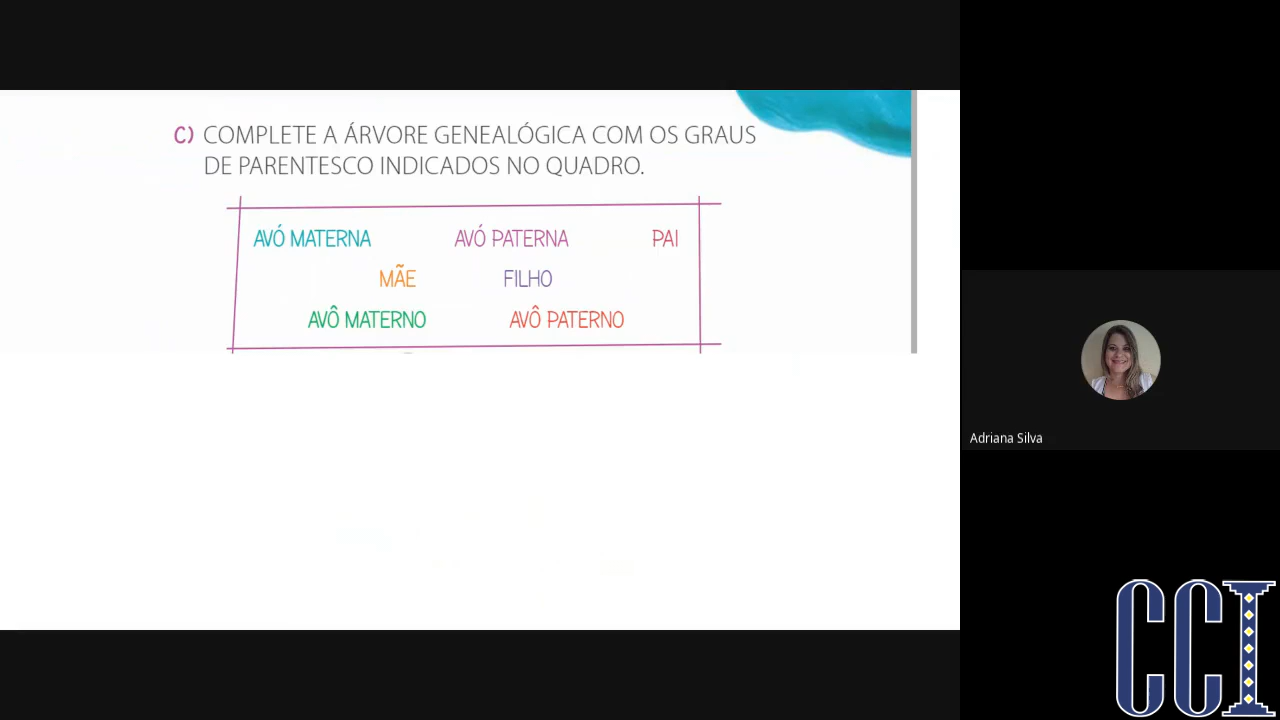 C) COMPLETE A ÁRVORE GENEALÓGICA COM OS GRAUS
DE PARENTESCO INDICADOS NO QUADRO.
AVÓ MATERNA AVÓ PATERNA PAI
MÃE FILHO
AVÔ MATERNO AVÔ PATERNO
Adriana Silva
CCI